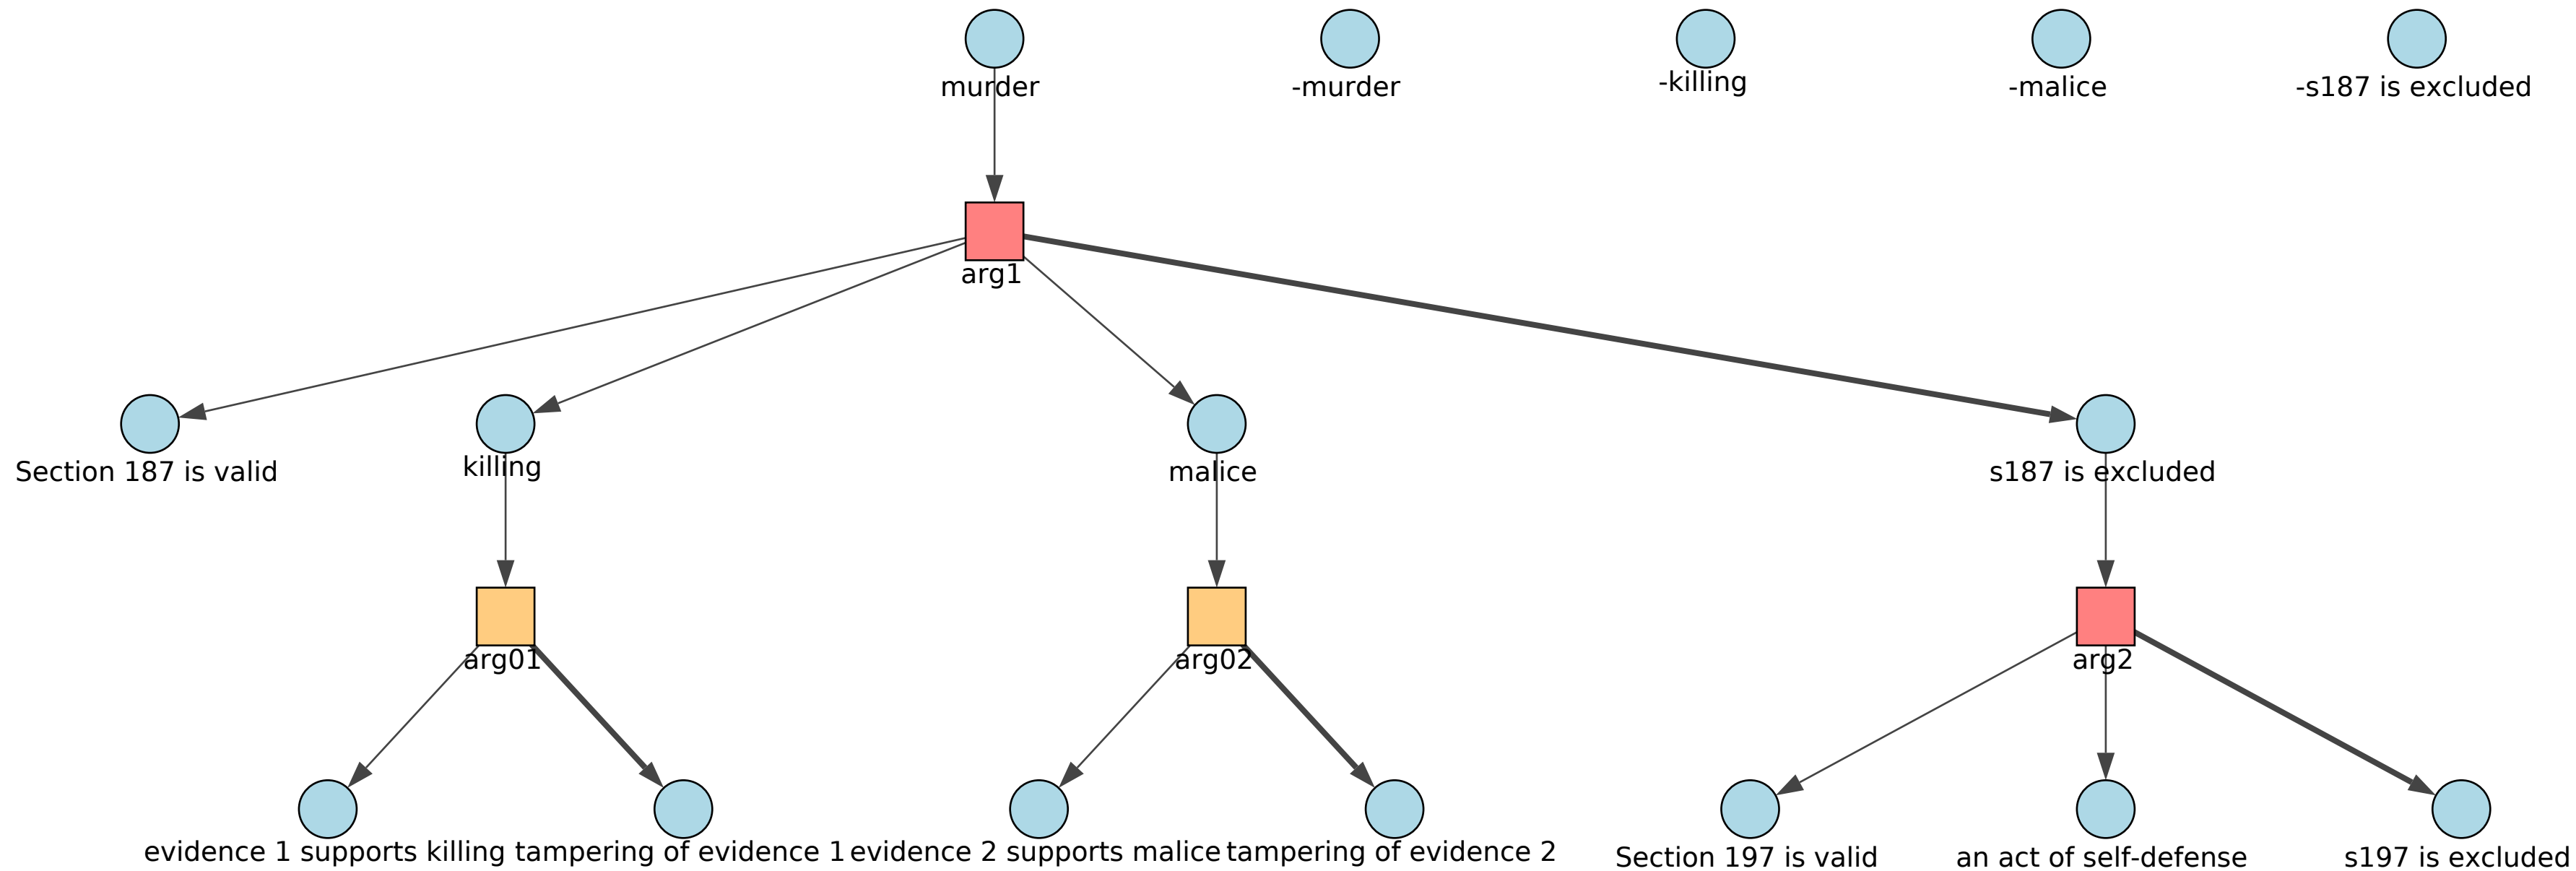 murder
-murder
-killing
-malice
-s187 is excluded
arg1
Section 187 is valid
killing
malice
s187 is excluded
arg01
arg02
arg2
evidence 1 supports killing
tampering of evidence 1
evidence 2 supports malice
tampering of evidence 2
Section 197 is valid
an act of self-defense
s197 is excluded